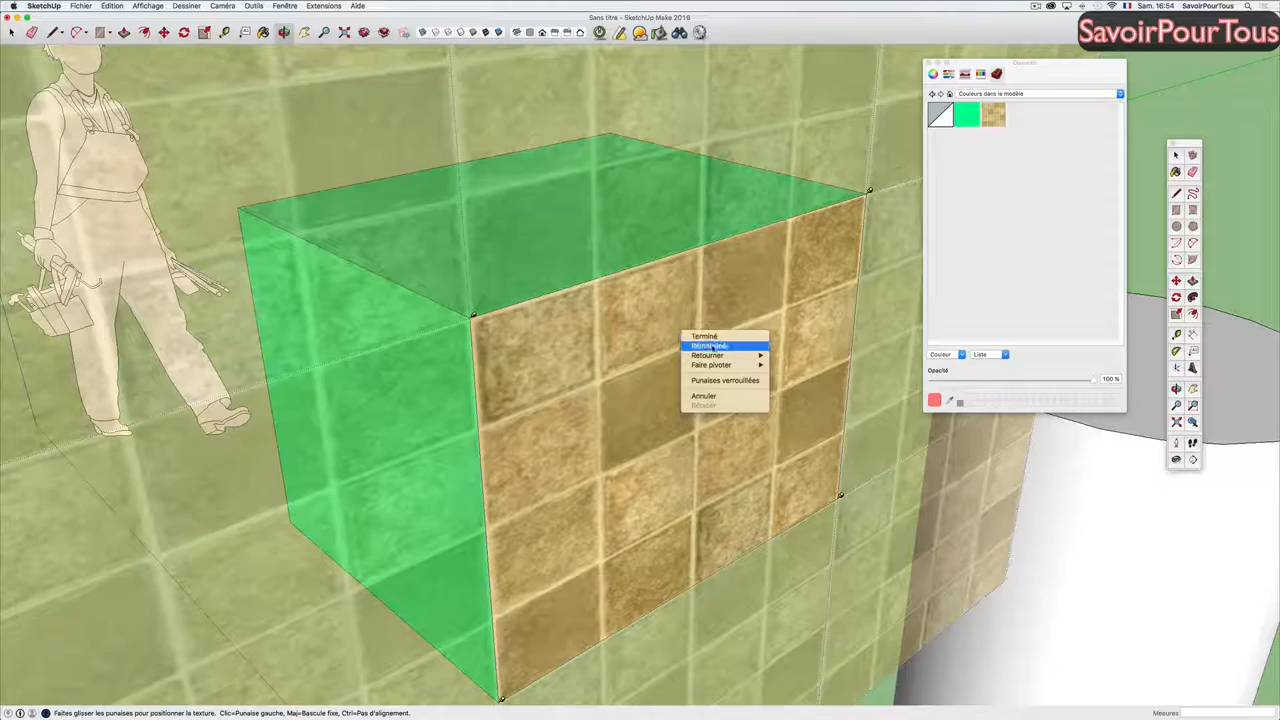 SketchUp Fichier Édition Affichage Dessiner Caméra Outils Fenêtre Extensions Aide
Sam. 16:54 SavoirPourTous
Sans titre - SketchUp Make 2016
SavoirPourTous
Couleurs dans le modèle
Terminé
Réinitialisé
Retourner
Faire pivoter
Punaises verrouillées
Annuler
Répéter
Couleur Liste
Opacité
100 %
Faites glisser les punaises pour positionner la texture. Clic=Punaise gauche, Maj=Bascule fixe, Ctrl=Pas d'alignement.
Mesures